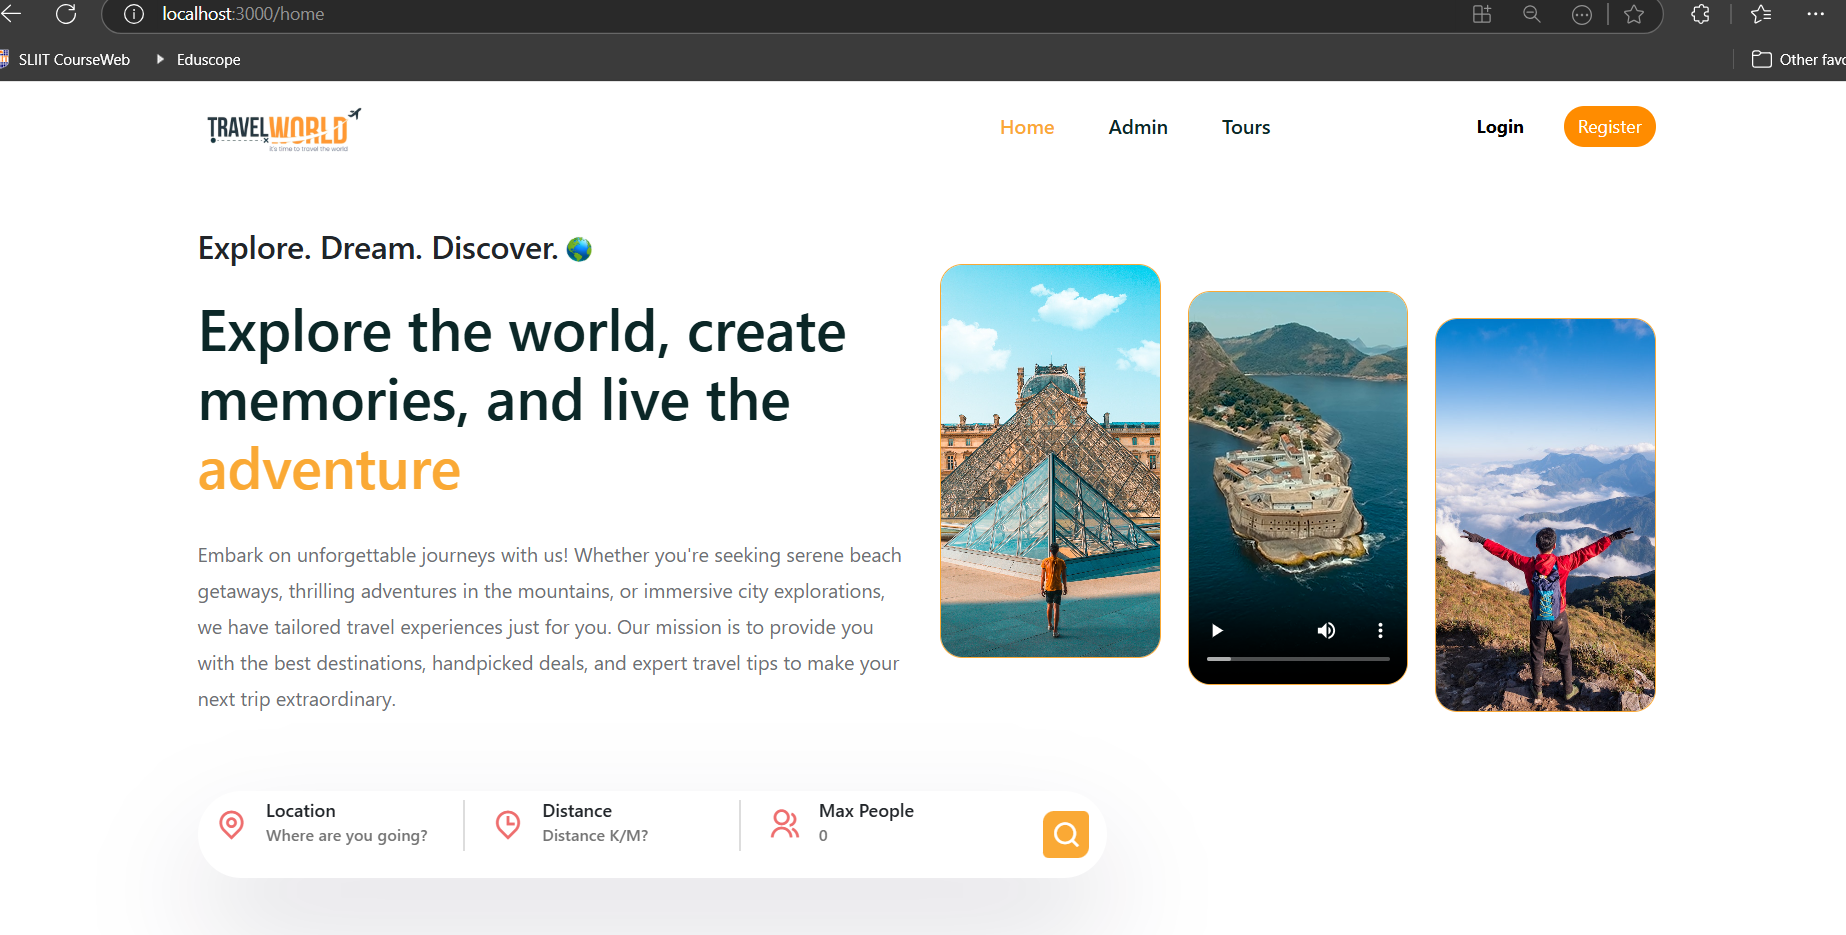 localhost:3000/home
SLIIT CourseWeb
Eduscope
Other favo
TRAVELWORLD
it's time to travel the world
Home
Admin
Tours
Login
Register
Explore. Dream. Discover. 🌎
Explore the world, create
memories, and live the
adventure
Embark on unforgettable journeys with us! Whether you're seeking serene beach
getaways, thrilling adventures in the mountains, or immersive city explorations,
we have tailored travel experiences just for you. Our mission is to provide you
with the best destinations, handpicked deals, and expert travel tips to make your
next trip extraordinary.
Location
Where are you going?
Distance
Distance K/M?
Max People
0